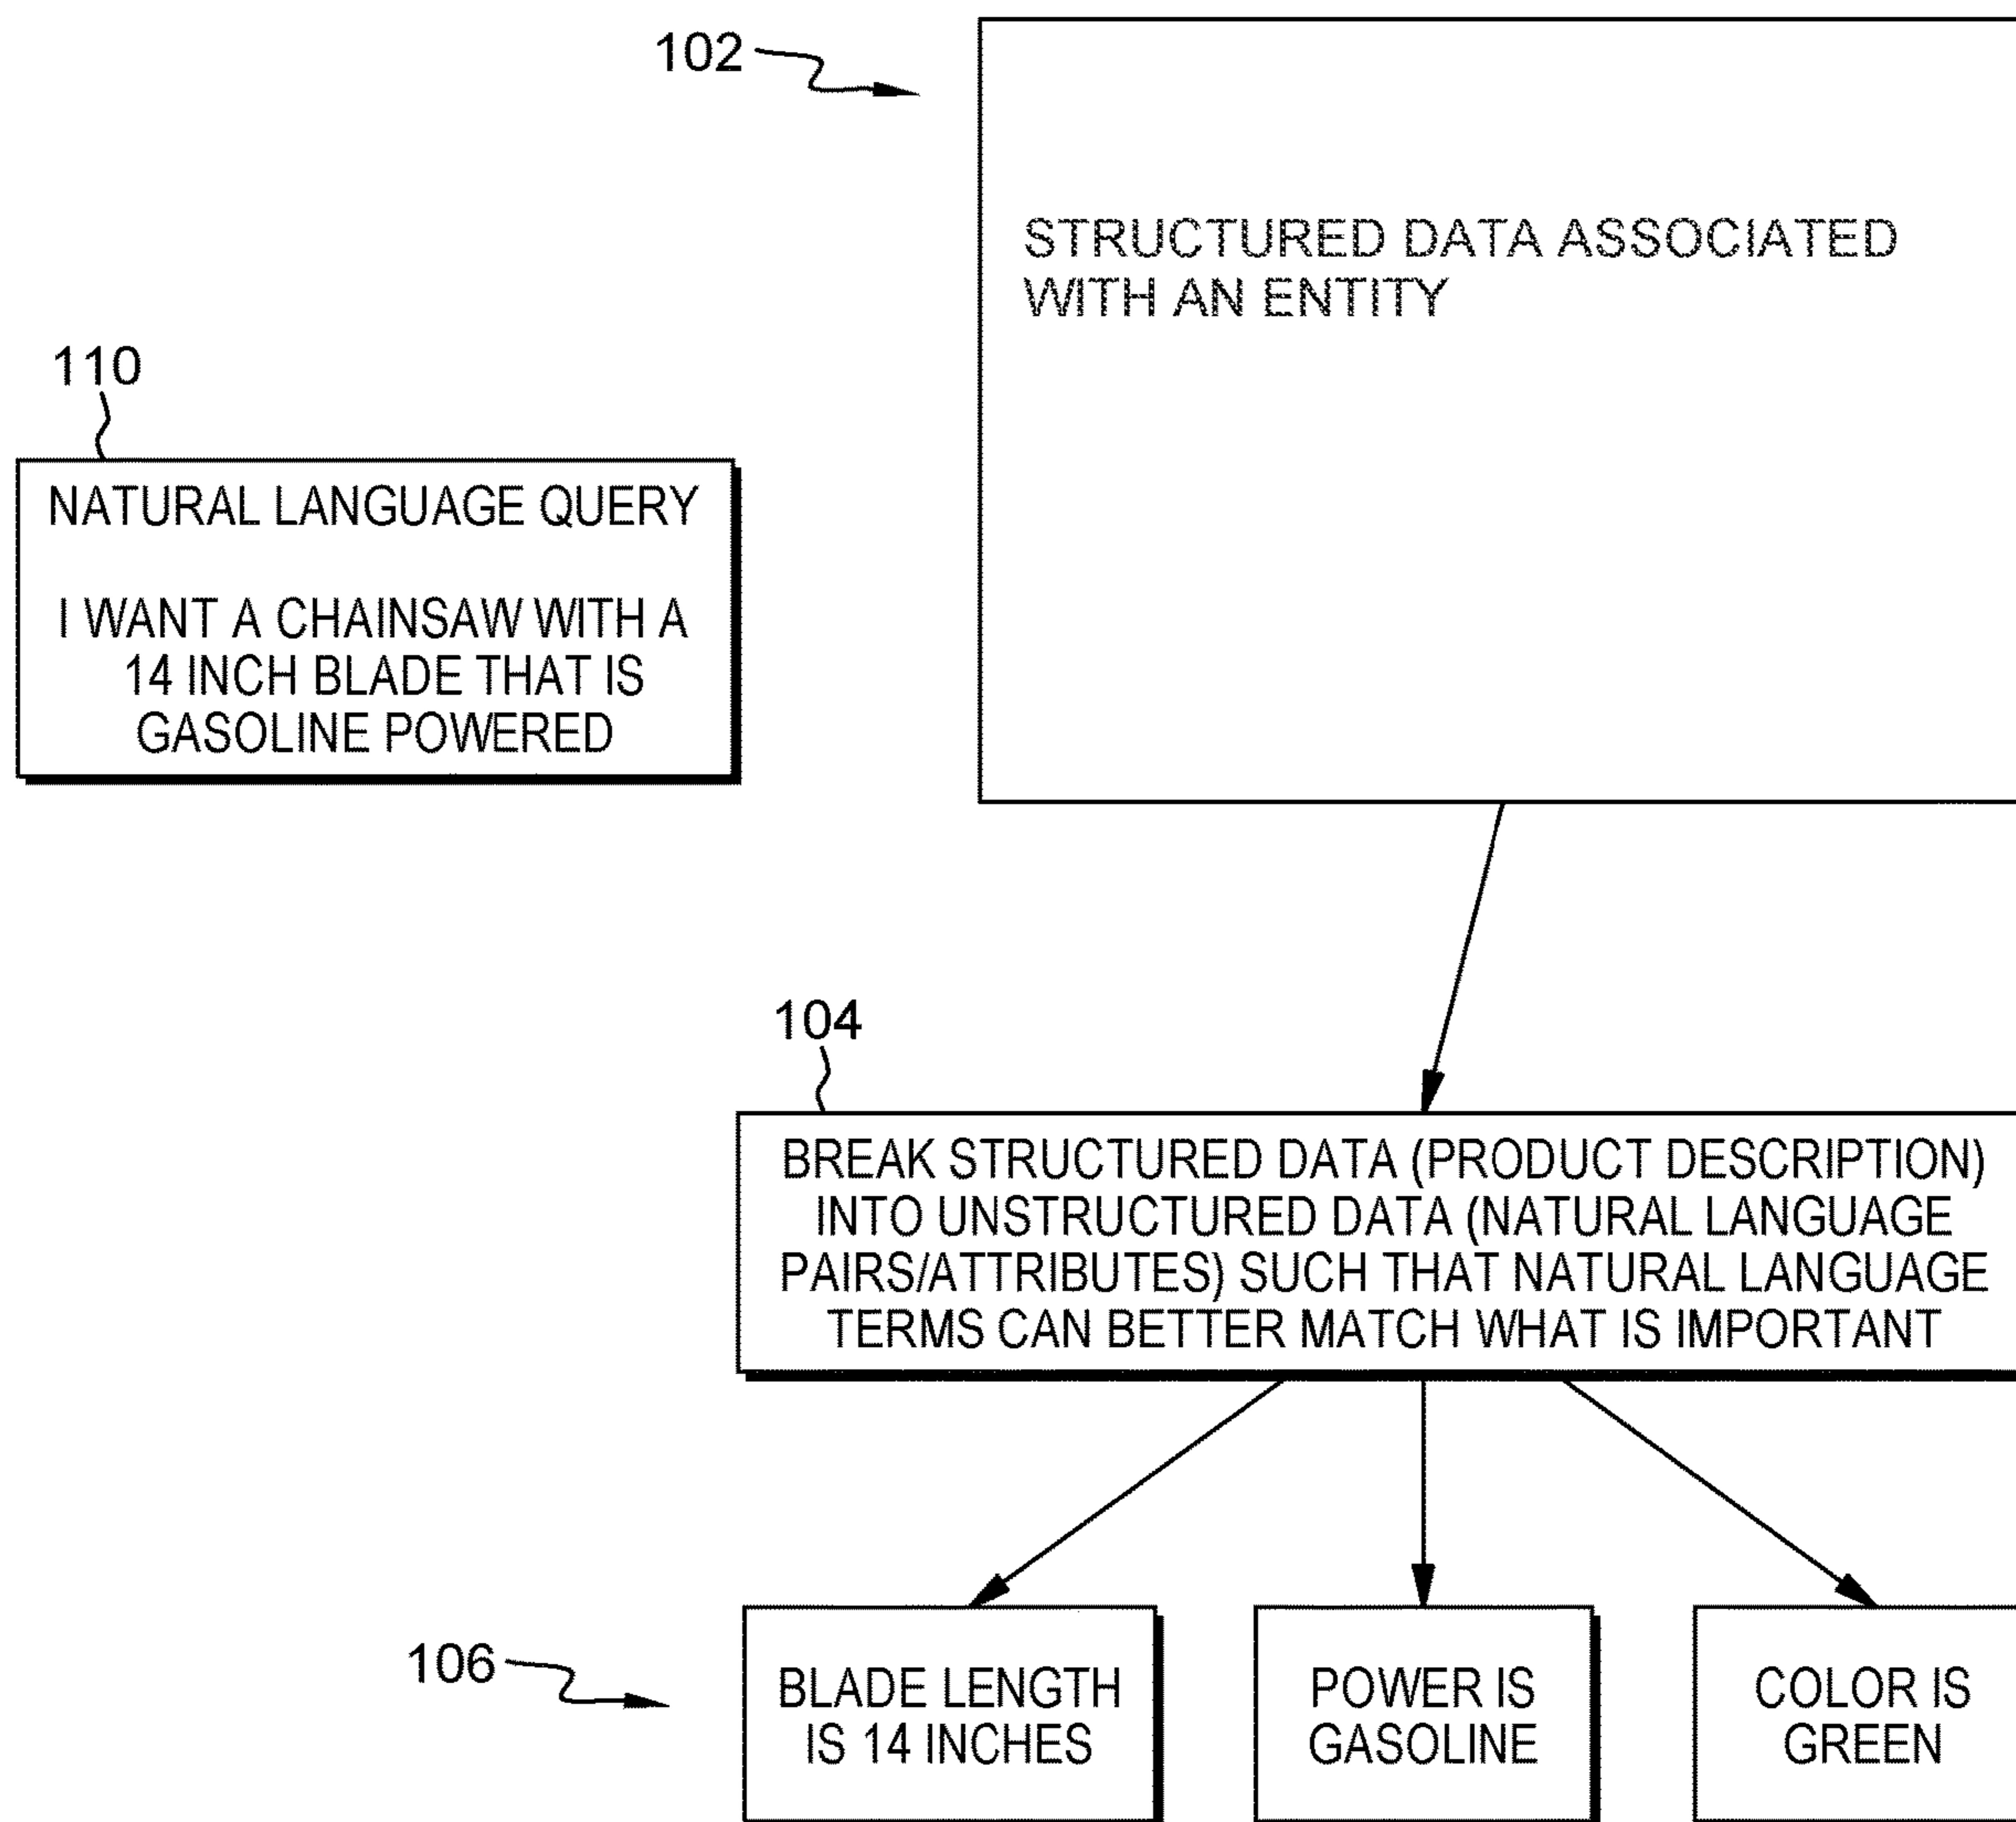 102
STRUCTURED DATA ASSOCIATED
WITH AN ENTITY
110
NATURAL LANGUAGE QUERY
I WANT A CHAINSAW WITH A
14 INCH BLADE THAT IS
GASOLINE POWERED
104
BREAK STRUCTURED DATA (PRODUCT DESCRIPTION)
INTO UNSTRUCTURED DATA (NATURAL LANGUAGE
PAIRS/ATTRIBUTES) SUCH THAT NATURAL LANGUAGE
TERMS CAN BETTER MATCH WHAT IS IMPORTANT
106
BLADE LENGTH
IS 14 INCHES
POWER IS
GASOLINE
COLOR IS
GREEN